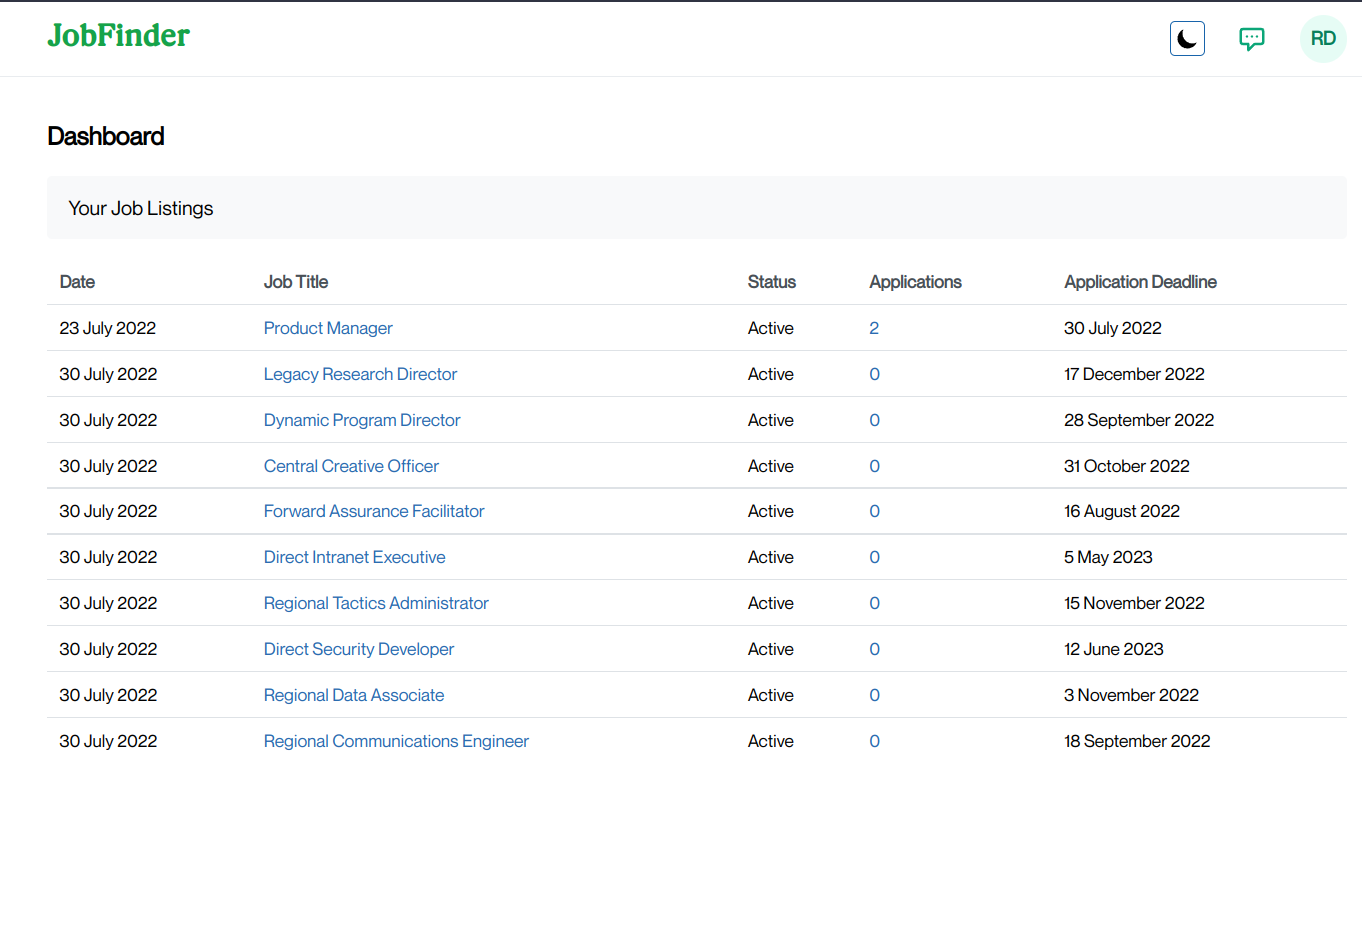 JobFinder
RD
Dashboard
Your Job Listings
Date Job Title Status Applications Application Deadline
23 July 2022 Product Manager Active 2 30 July 2022
30 July 2022 Legacy Research Director Active 0 17 December 2022
30 July 2022 Dynamic Program Director Active 0 28 September 2022
30 July 2022 Central Creative Officer Active 0 31 October 2022
30 July 2022 Forward Assurance Facilitator Active 0 16 August 2022
30 July 2022 Direct Intranet Executive Active 0 5 May 2023
30 July 2022 Regional Tactics Administrator Active 0 15 November 2022
30 July 2022 Direct Security Developer Active 0 12 June 2023
30 July 2022 Regional Data Associate Active 0 3 November 2022
30 July 2022 Regional Communications Engineer Active 0 18 September 2022